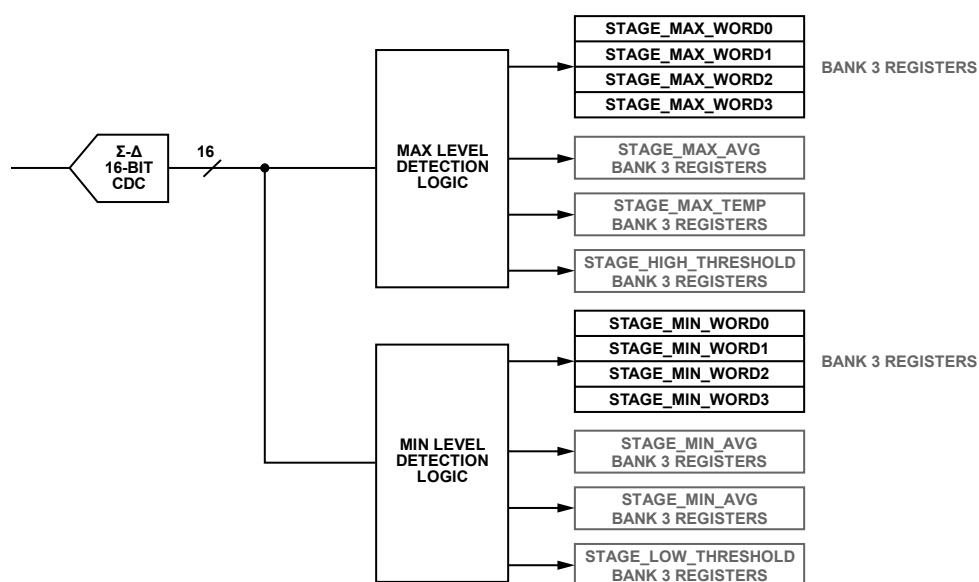 Σ-Δ
16-BIT
CDC
16
MAX LEVEL
DETECTION
LOGIC
STAGE_MAX_WORD0
STAGE_MAX_WORD1
STAGE_MAX_WORD2
STAGE_MAX_WORD3
BANK 3 REGISTERS
STAGE_MAX_AVG
BANK 3 REGISTERS
STAGE_MAX_TEMP
BANK 3 REGISTERS
STAGE_HIGH_THRESHOLD
BANK 3 REGISTERS
MIN LEVEL
DETECTION
LOGIC
STAGE_MIN_WORD0
STAGE_MIN_WORD1
STAGE_MIN_WORD2
STAGE_MIN_WORD3
BANK 3 REGISTERS
STAGE_MIN_AVG
BANK 3 REGISTERS
STAGE_MIN_AVG
BANK 3 REGISTERS
STAGE_LOW_THRESHOLD
BANK 3 REGISTERS